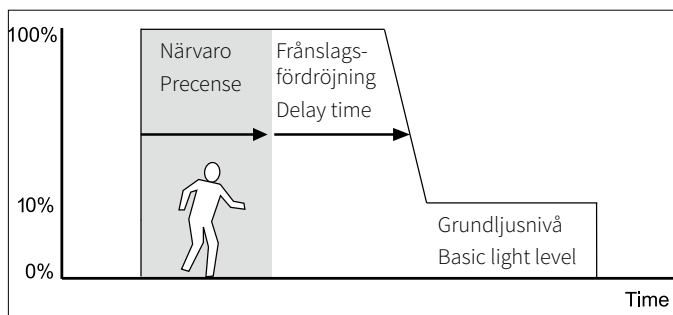 100%
Närvaro
Precense
Frånslags-
fördröjning
Delay time
10%
Grundljusnivå
Basic light level
0%
Time